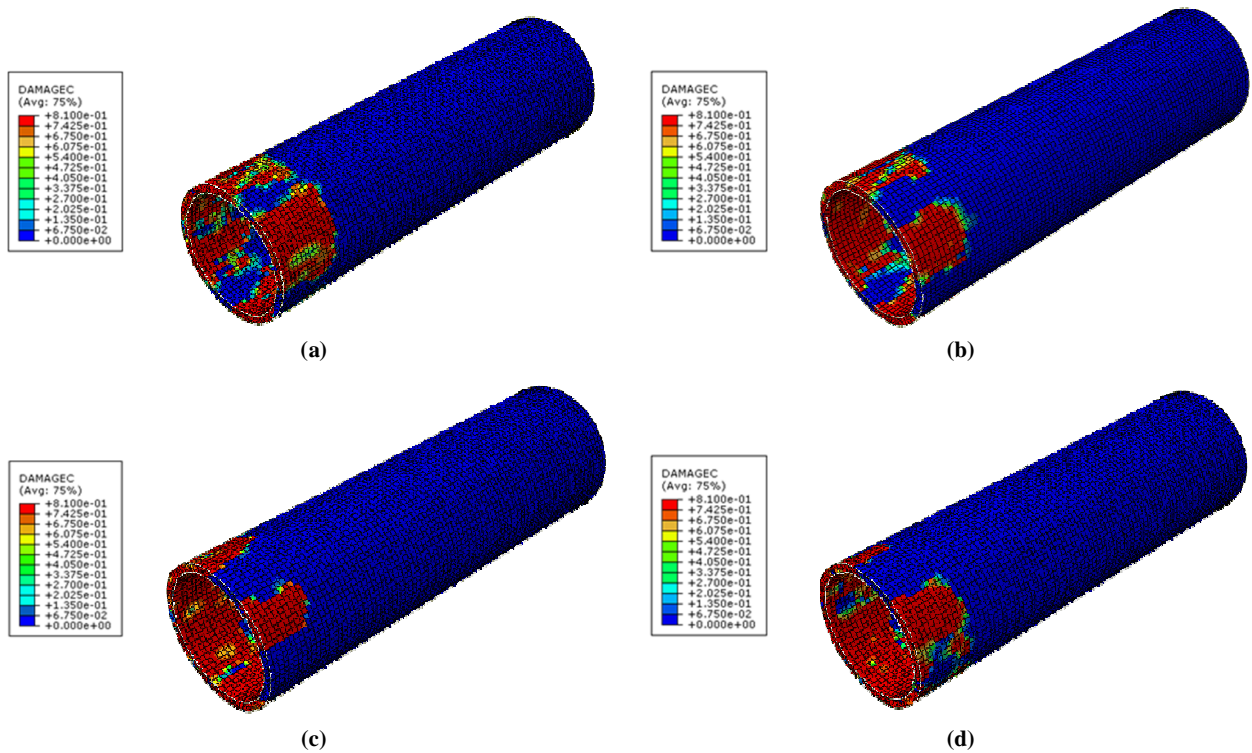 DAMAGEC
(Avg: 75%)
+8.100e-01
+7.425e-01
+6.750e-01
+6.075e-01
+5.400e-01
+4.725e-01
+4.050e-01
+3.375e-01
+2.700e-01
+2.025e-01
+1.350e-01
+6.750e-02
+0.000e+00
(a)
DAMAGEC
(Avg: 75%)
+8.100e-01
+7.425e-01
+6.750e-01
+6.075e-01
+5.400e-01
+4.725e-01
+4.050e-01
+3.375e-01
+2.700e-01
+2.025e-01
+1.350e-01
+6.750e-02
+0.000e+00
(b)
DAMAGEC
(Avg: 75%)
+8.100e-01
+7.425e-01
+6.750e-01
+6.075e-01
+5.400e-01
+4.725e-01
+4.050e-01
+3.375e-01
+2.700e-01
+2.025e-01
+1.350e-01
+6.750e-02
+0.000e+00
(c)
DAMAGEC
(Avg: 75%)
+8.100e-01
+7.425e-01
+6.750e-01
+6.075e-01
+5.400e-01
+4.725e-01
+4.050e-01
+3.375e-01
+2.700e-01
+2.025e-01
+1.350e-01
+6.750e-02
+0.000e+00
(d)